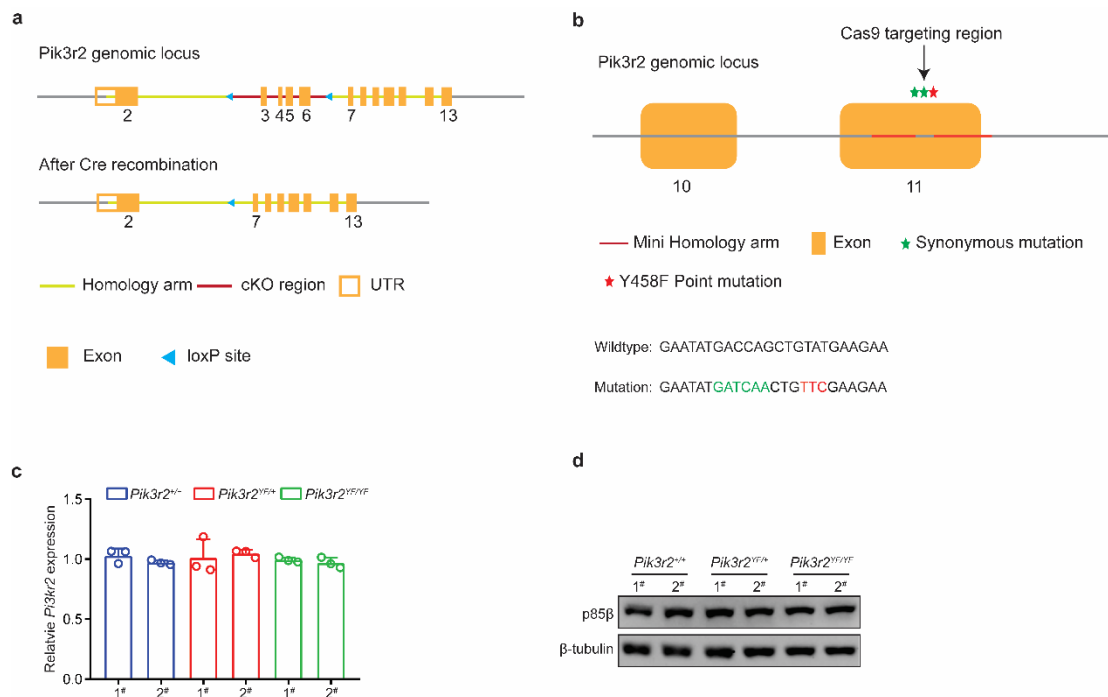 a
Pik3r2 genomic locus
2 3 45 6 7 13
After Cre recombination
2 7 13
Homology arm cKO region UTR
Exon loxP site
b
Cas9 targeting region
Pik3r2 genomic locus
10 11
Mini Homology arm Exon Synonymous mutation
Y458F Point mutation
Wildtype: GAATATGACCAGCTGTATGAAGAA
Mutation: GAATATGATCAACTGTTCGAAGAA
c
Pik3r2+/- Pik3r2YF/+ Pik3r2YF/YF
Relatvie Pi3kr2 expression
1.5
1.0
0.5
0.0
1# 2# 1# 2# 1# 2#
d
Pik3r2+/+ Pik3r2YF/+ Pik3r2YF/YF
1# 2# 1# 2# 1# 2#
p85β
β-tubulin